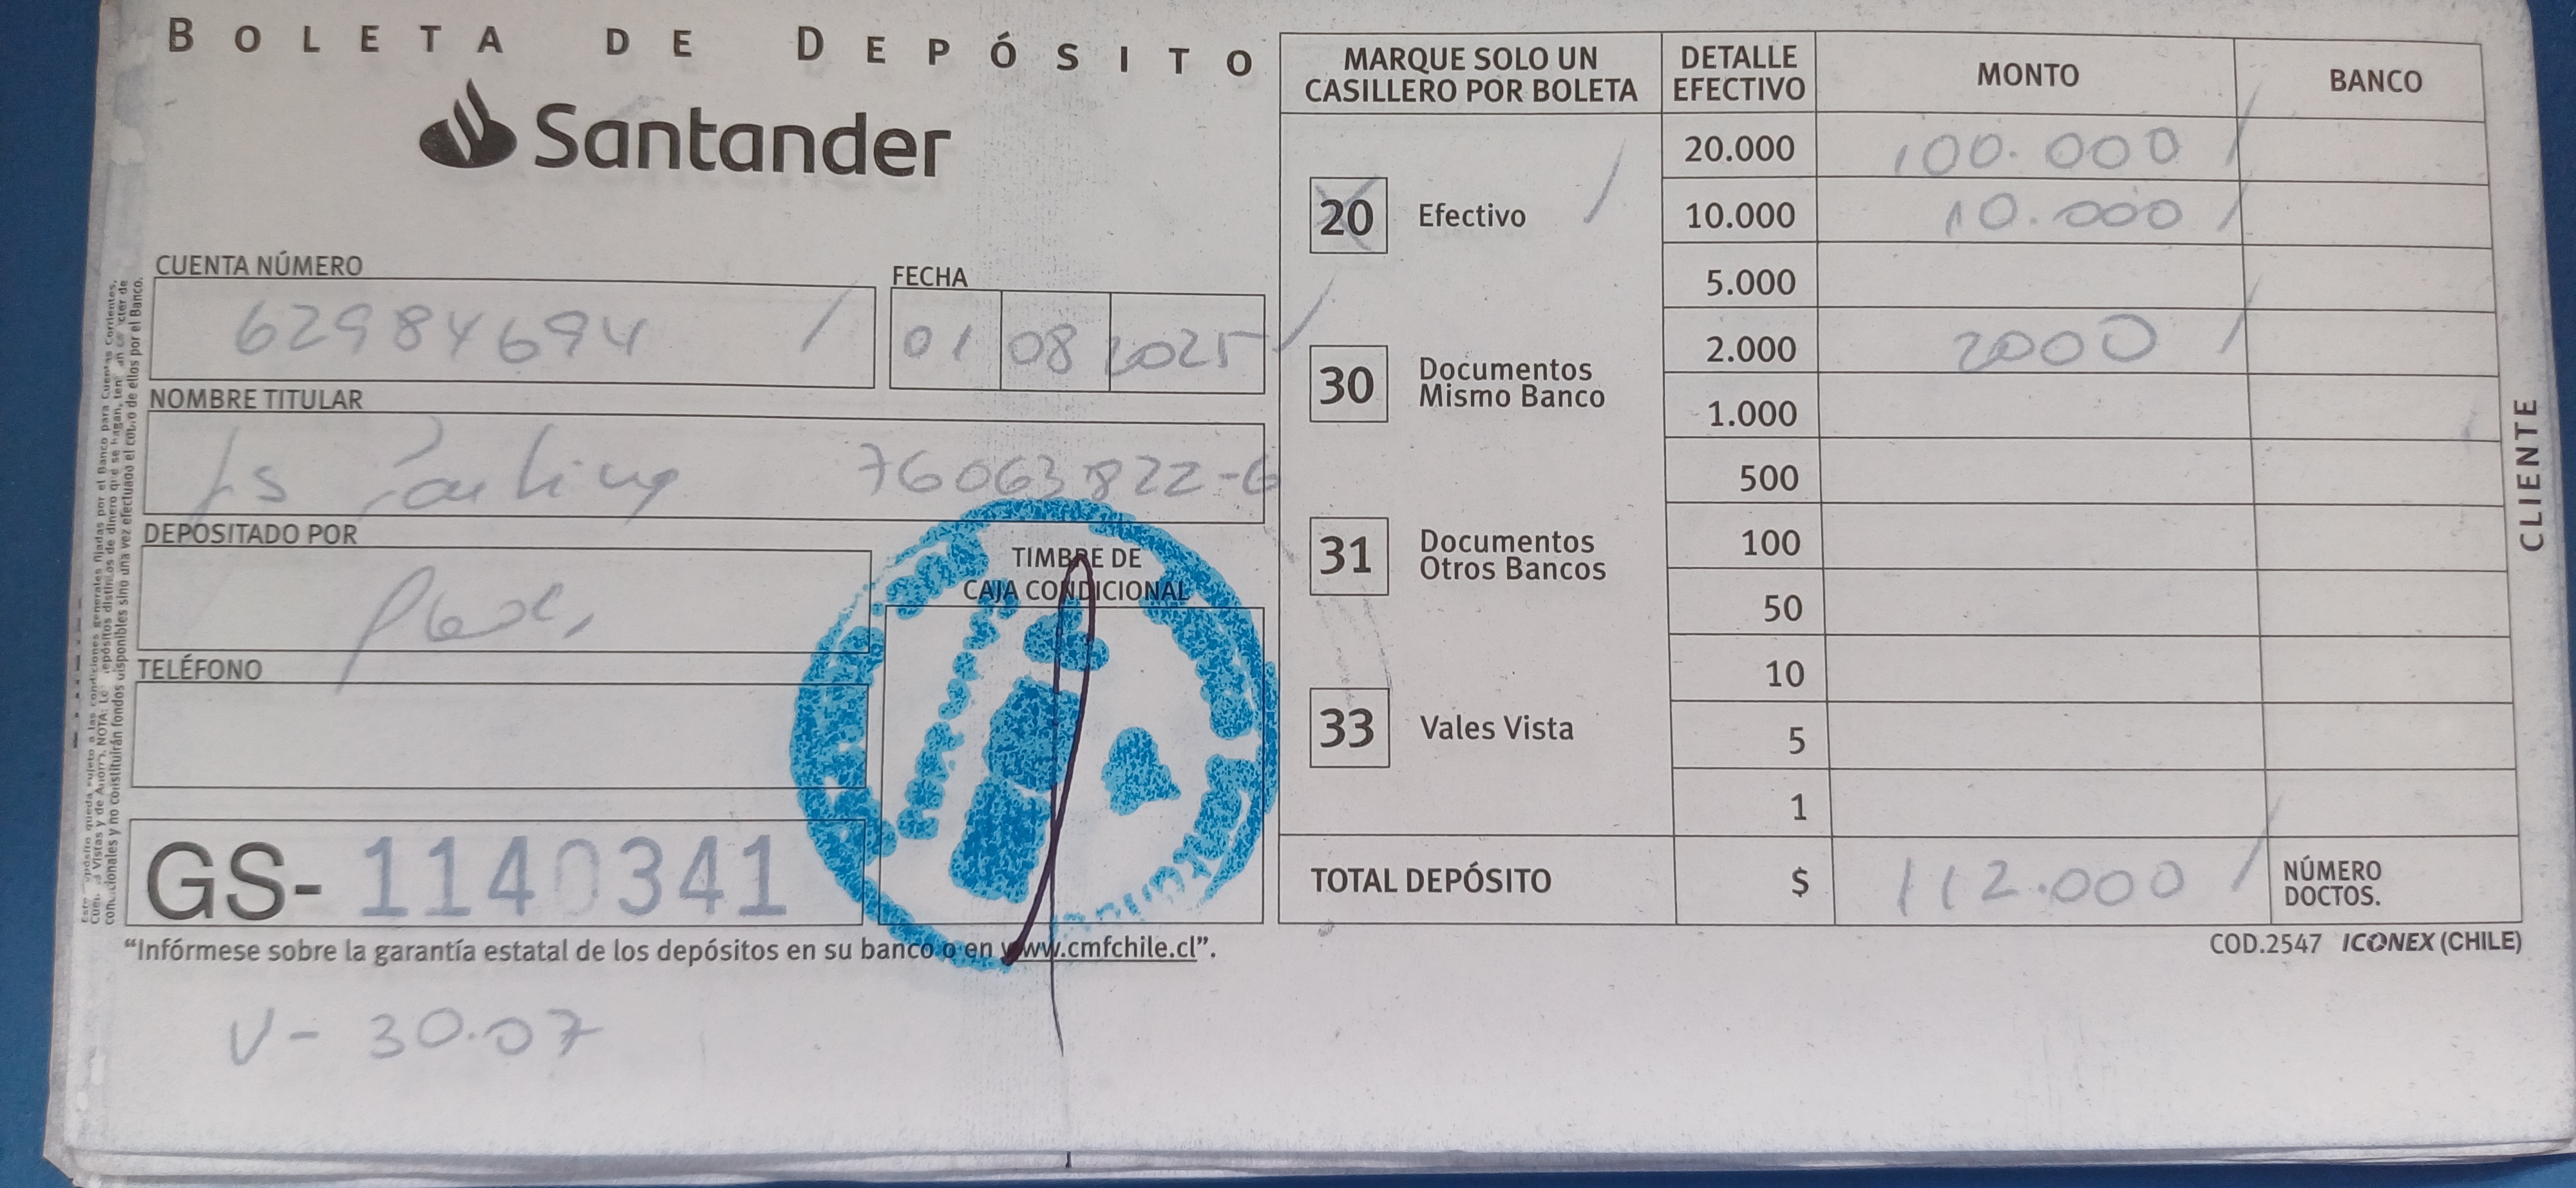 BOLETA DE DEPÓSITO
Santander
CUENTA NÚMERO
62984694
FECHA
01 08 2025
NOMBRE TITULAR
Ls Parking 76063822-6
DEPOSITADO POR
TELÉFONO
TIMBRE DE
CAJA CONDICIONAL
GS- 1140341
"Infórmese sobre la garantía estatal de los depósitos en su banco o en www.cmfchile.cl".
V- 30.07
MARQUE SOLO UN
CASILLERO POR BOLETA
20 Efectivo
30 Documentos
Mismo Banco
31 Documentos
Otros Bancos
33 Vales Vista
DETALLE
EFECTIVO
MONTO
BANCO
20.000 100.000
10.000 10.000
5.000
2.000 2000
1.000
500
100
50
10
5
1
TOTAL DEPÓSITO $ 112.000
NÚMERO
DOCTOS.
CLIENTE
COD.2547 ICONEX (CHILE)